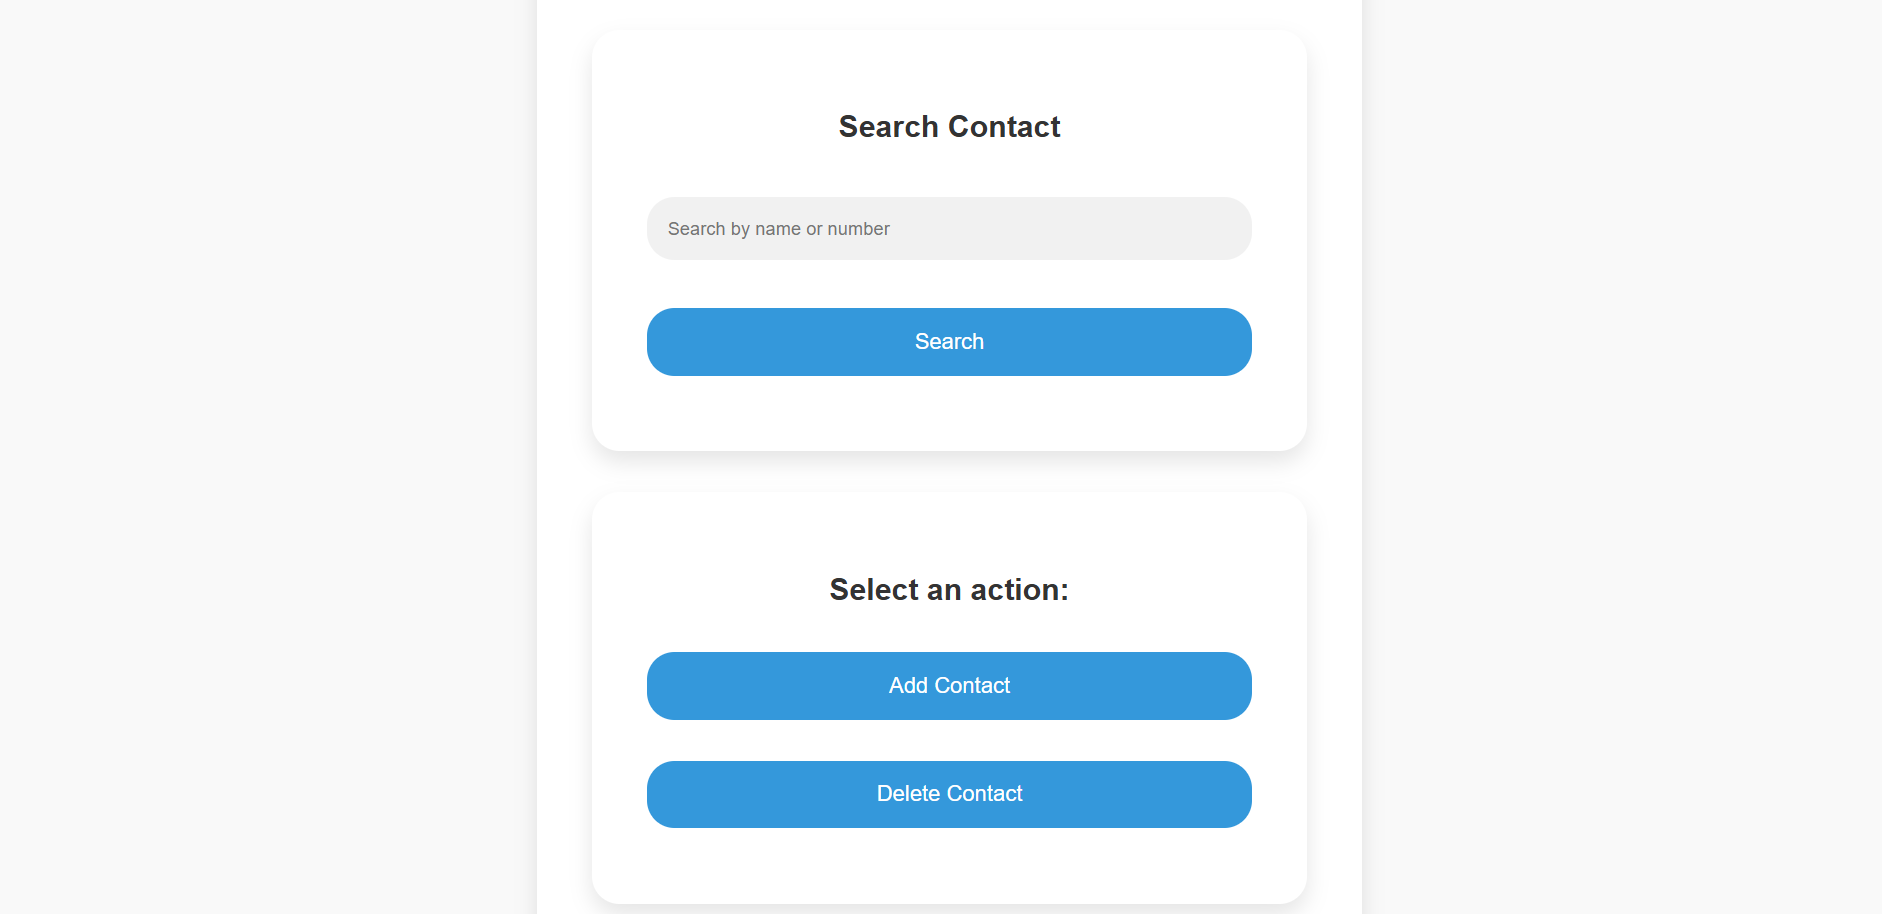 Search Contact
Search by name or number
Search
Select an action:
Add Contact
Delete Contact